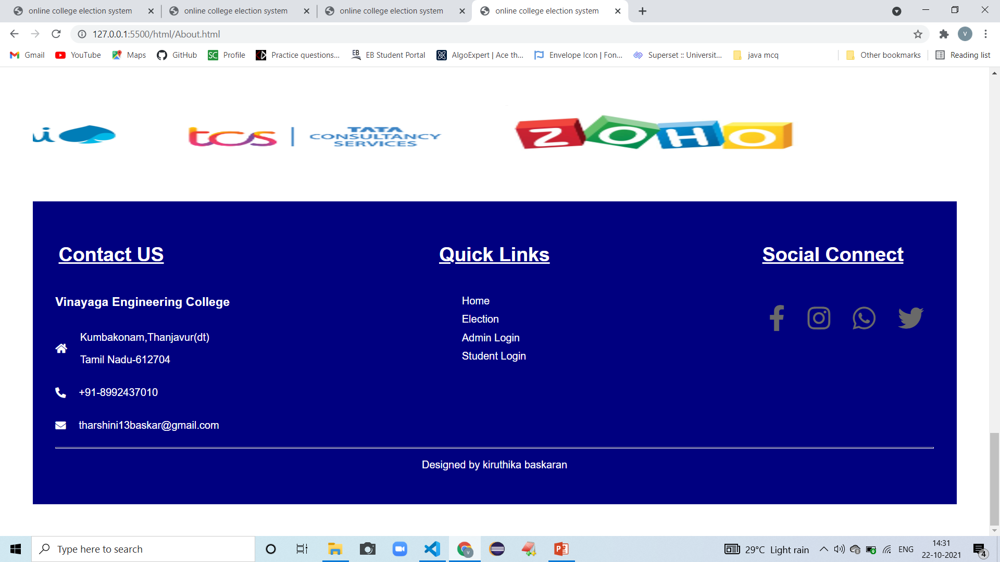 online college election system
online college election system
online college election system
online college election system
127.0.0.1:5500/html/About.html
V
Gmail
YouTube
Maps
GitHub
SC Profile
Practice questions...
EB EB Student Portal
AlgoExpert | Ace th...
Envelope Icon | Fon...
Superset :: Universit...
java mcq
Other bookmarks
Reading list
tcs | TATA
CONSULTANCY
SERVICES
ZOHO
Contact US
Vinayaga Engineering College
Kumbakonam,Thanjavur(dt)
Tamil Nadu-612704
+91-8992437010
tharshini13baskar@gmail.com
Quick Links
Home
Election
Admin Login
Student Login
Social Connect
Designed by kiruthika baskaran
Type here to search
29°C Light rain
ENG
14:31
22-10-2021
4